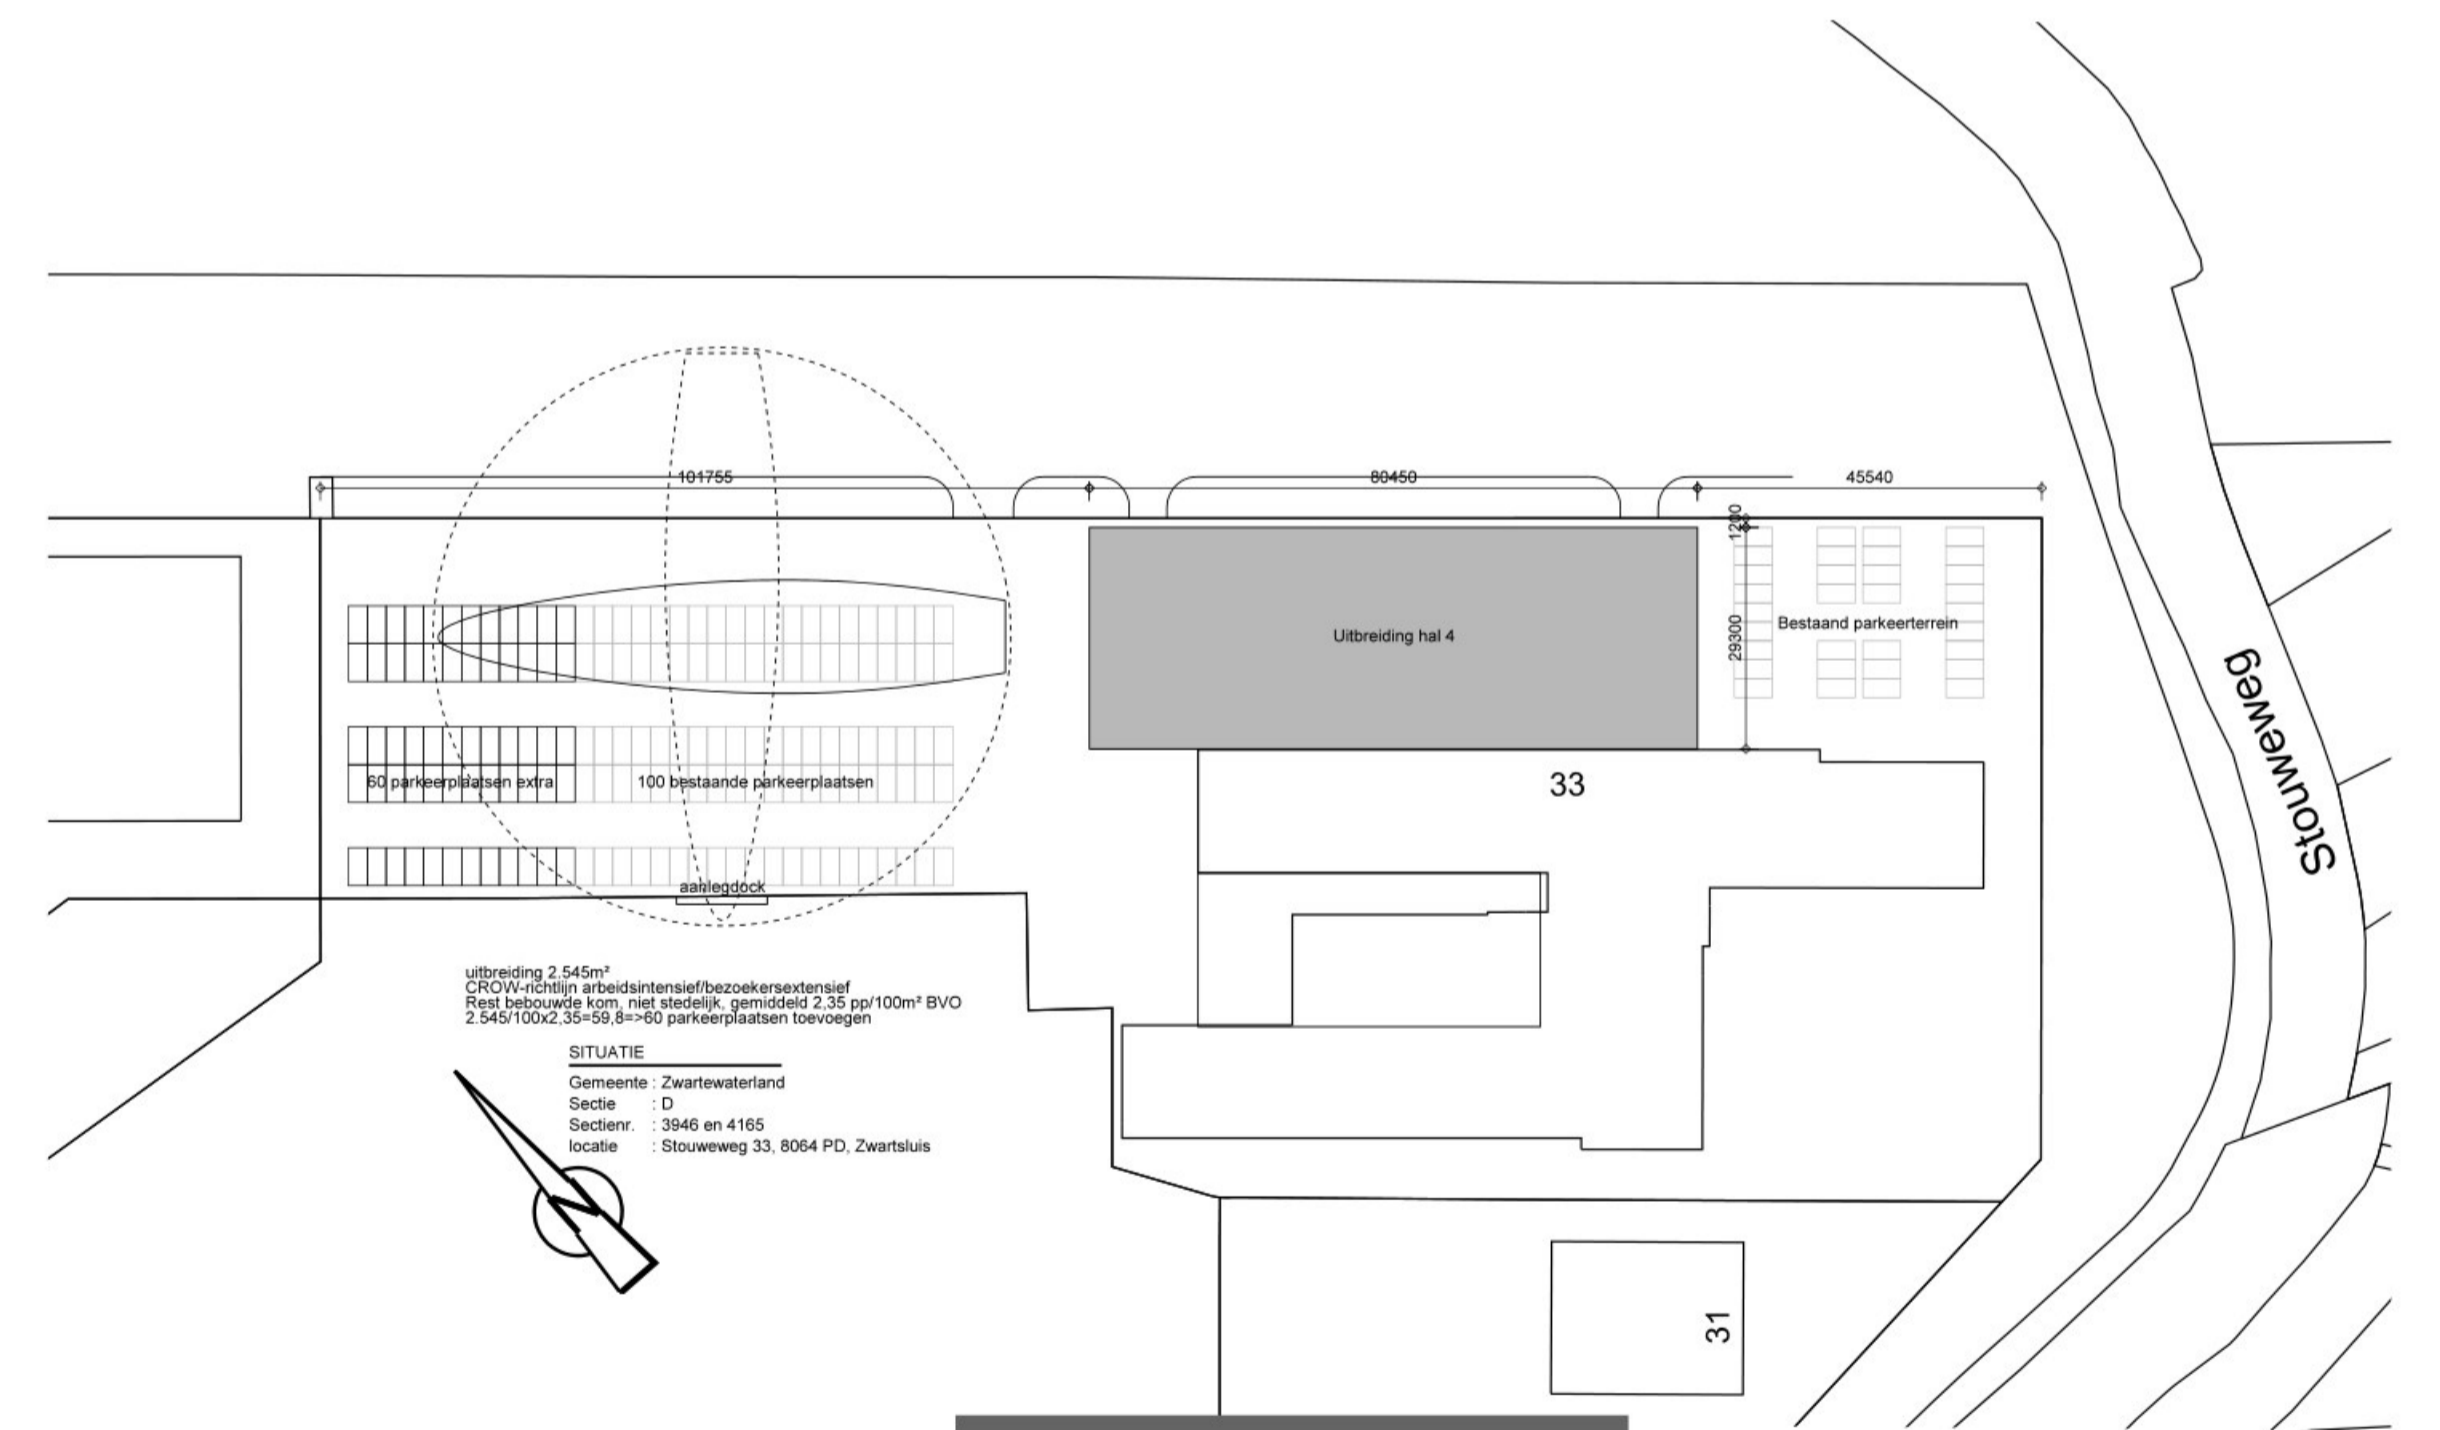 101755
80450
45540
1200
29300
Uitbreiding hal 4
Bestaand parkeerterrein
Stouweweg
60 parkeerplaatsen extra
100 bestaande parkeerplaatsen
33
aanlegdock
uitbreiding 2.545m²
CROW-richtlijn arbeidsintensief/bezoekersextensief
Rest bebouwde kom, niet stedelijk, gemiddeld 2,35 pp/100m² BVO
2.545/100x2,35=59,8=>60 parkeerplaatsen toevoegen
SITUATIE
Gemeente : Zwartewaterland
Sectie : D
Sectienr. : 3946 en 4165
locatie : Stouweweg 33, 8064 PD, Zwartsluis
N
31